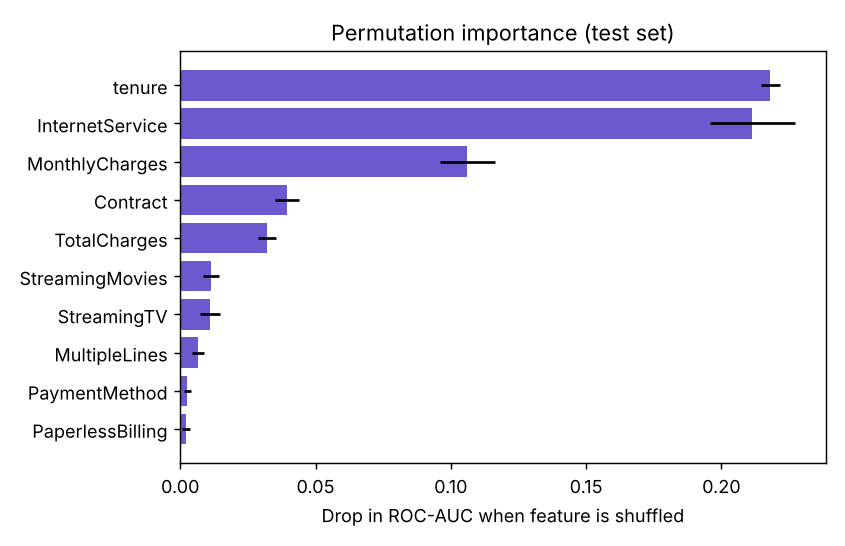 Permutation importance (test set)
tenure
InternetService
MonthlyCharges
Contract
TotalCharges
StreamingMovies
StreamingTV
MultipleLines
PaymentMethod
PaperlessBilling
0.00 0.05 0.10 0.15 0.20
Drop in ROC-AUC when feature is shuffled